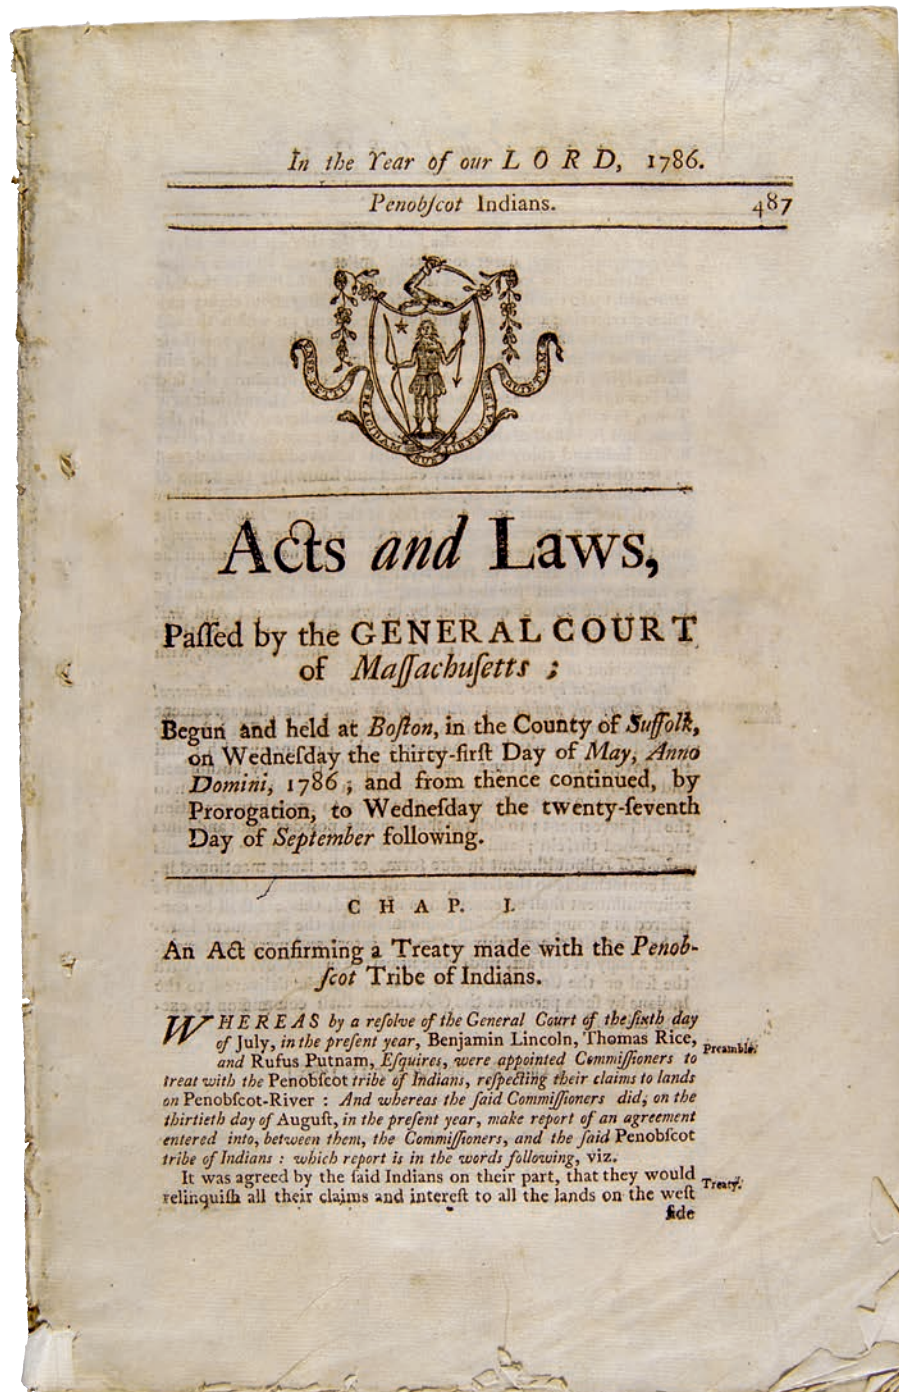 In the Year of our L O R D, 1786.
Penobſcot Indians. 487
ENSE PETIT PLACIDAM SUB LIBERTATE QUIETEM
Acts and Laws,
Paſſed by the GENERAL COURT
of Maſſachuſetts ;
Begun and held at Boſton, in the County of Suffolk,
on Wedneſday the thirty-firſt Day of May, Anno
Domini, 1786 ; and from thence continued, by
Prorogation, to Wedneſday the twenty-ſeventh
Day of September following.
C H A P. I.
An Act confirming a Treaty made with the Penob-
ſcot Tribe of Indians.
WHEREAS by a reſolve of the General Court of the ſixth day
of July, in the preſent year, Benjamin Lincoln, Thomas Rice,
and Rufus Putnam, Eſquires, were appointed Commiſſioners to
Preamble.
treat with the Penobſcot tribe of Indians, reſpecting their claims to lands
on Penobſcot-River : And whereas the ſaid Commiſſioners did, on the
thirtieth day of Auguſt, in the preſent year, make report of an agreement
entered into, between them, the Commiſſioners, and the ſaid Penobſcot
tribe of Indians : which report is in the words following, viz.
It was agreed by the ſaid Indians on their part, that they would
Treaty.
relinquiſh all their claims and intereſt to all the lands on the weſt
ſide